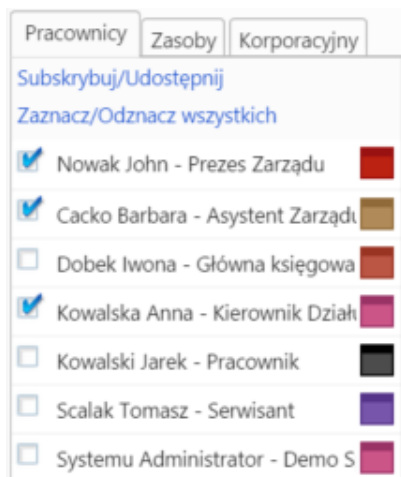 Pracownicy Zasoby Korporacyjny
Subskrybuj/Udostępnij
Zaznacz/Odznacz wszystkich
Nowak John - Prezes Zarządu
Cacko Barbara - Asystent Zarządu
Dobek Iwona - Główna księgowa
Kowalska Anna - Kierownik Działu
Kowalski Jarek - Pracownik
Scalak Tomasz - Serwisant
Systemu Administrator - Demo S